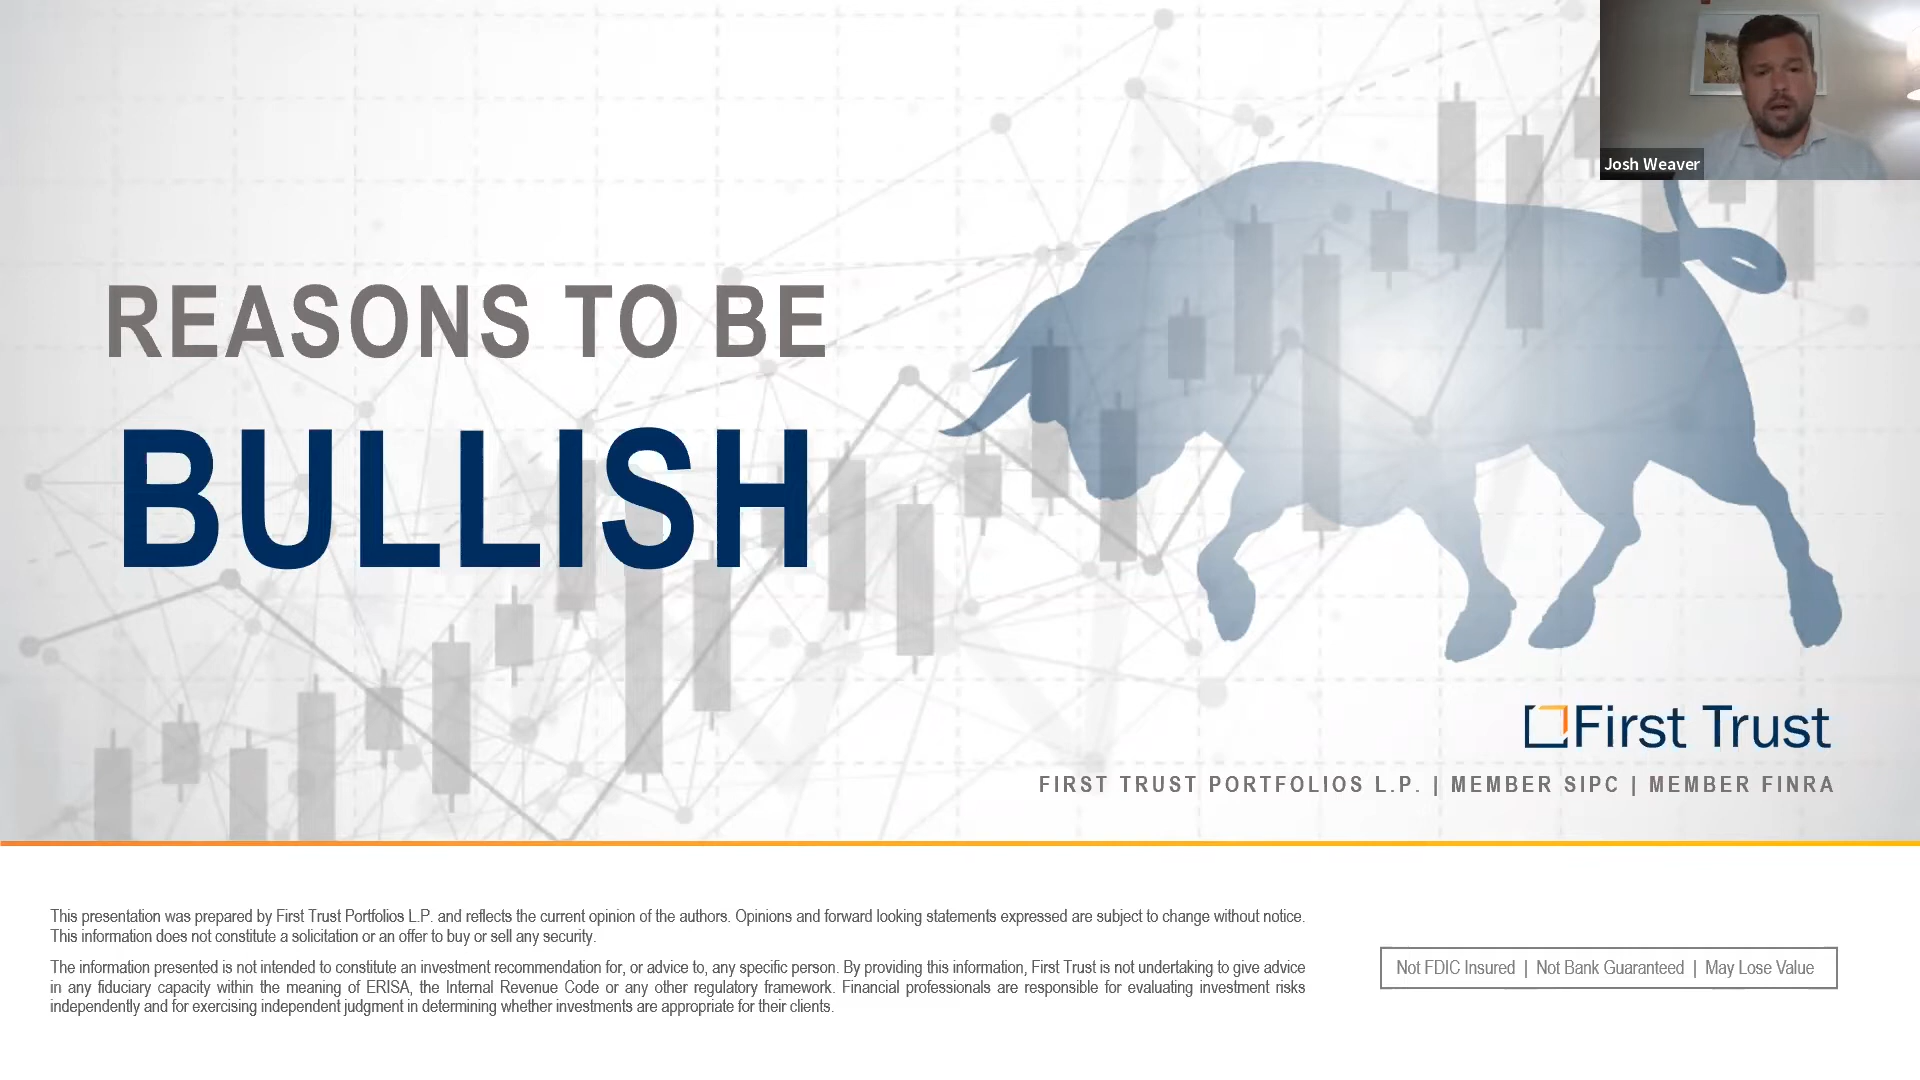 Josh Weaver
REASONS TO BE
BULLISH
First Trust
FIRST TRUST PORTFOLIOS L.P. | MEMBER SIPC | MEMBER FINRA
This presentation was prepared by First Trust Portfolios L.P. and reflects the current opinion of the authors. Opinions and forward looking statements expressed are subject to change without notice.
This information does not constitute a solicitation or an offer to buy or sell any security.
The information presented is not intended to constitute an investment recommendation for, or advice to, any specific person. By providing this information, First Trust is not undertaking to give advice
in any fiduciary capacity within the meaning of ERISA, the Internal Revenue Code or any other regulatory framework. Financial professionals are responsible for evaluating investment risks
independently and for exercising independent judgment in determining whether investments are appropriate for their clients.
Not FDIC Insured | Not Bank Guaranteed | May Lose Value